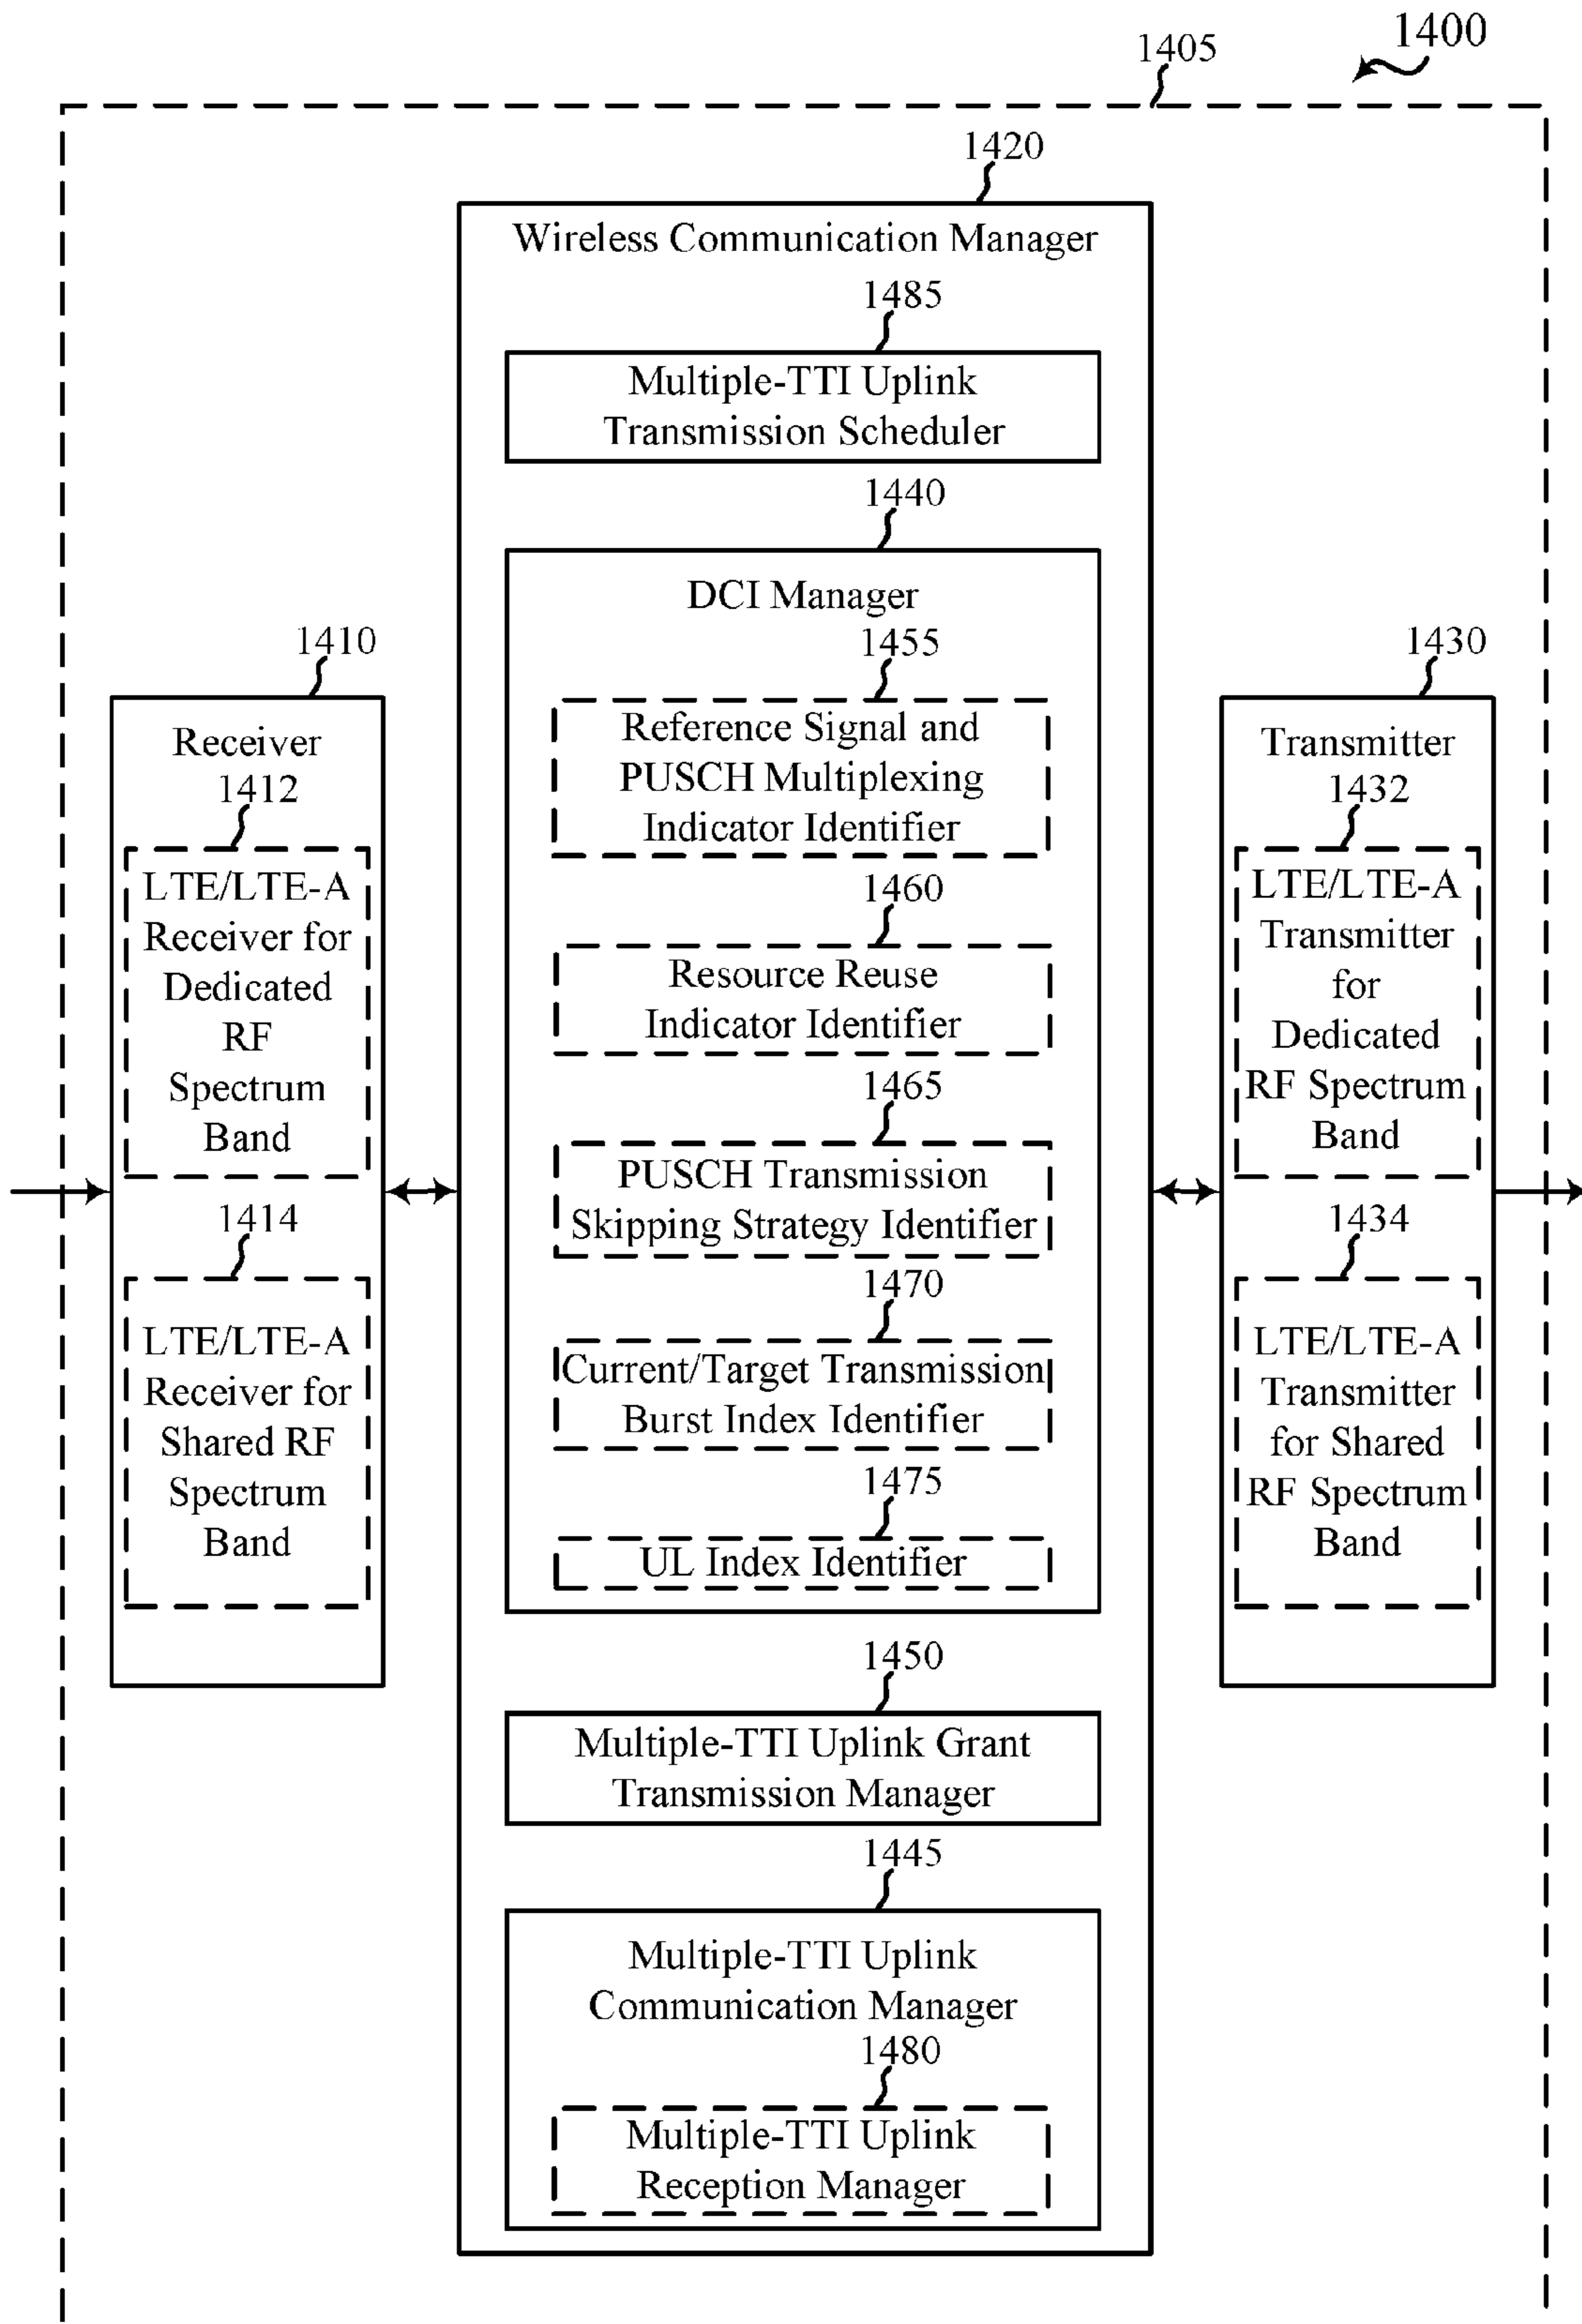 1400
1405
1420
Wireless Communication Manager
1485
Multiple-TTI Uplink
Transmission Scheduler
1440
DCI Manager
1455
Reference Signal and
PUSCH Multiplexing
Indicator Identifier
1460
Resource Reuse
Indicator Identifier
1465
PUSCH Transmission
Skipping Strategy Identifier
1470
Current/Target Transmission
Burst Index Identifier
1475
UL Index Identifier
1450
Multiple-TTI Uplink Grant
Transmission Manager
1445
Multiple-TTI Uplink
Communication Manager
1480
Multiple-TTI Uplink
Reception Manager
1410
Receiver
1412
LTE/LTE-A
Receiver for
Dedicated
RF
Spectrum
Band
1414
LTE/LTE-A
Receiver for
Shared RF
Spectrum
Band
1430
Transmitter
1432
LTE/LTE-A
Transmitter
for
Dedicated
RF Spectrum
Band
1434
LTE/LTE-A
Transmitter
for Shared
RF Spectrum
Band